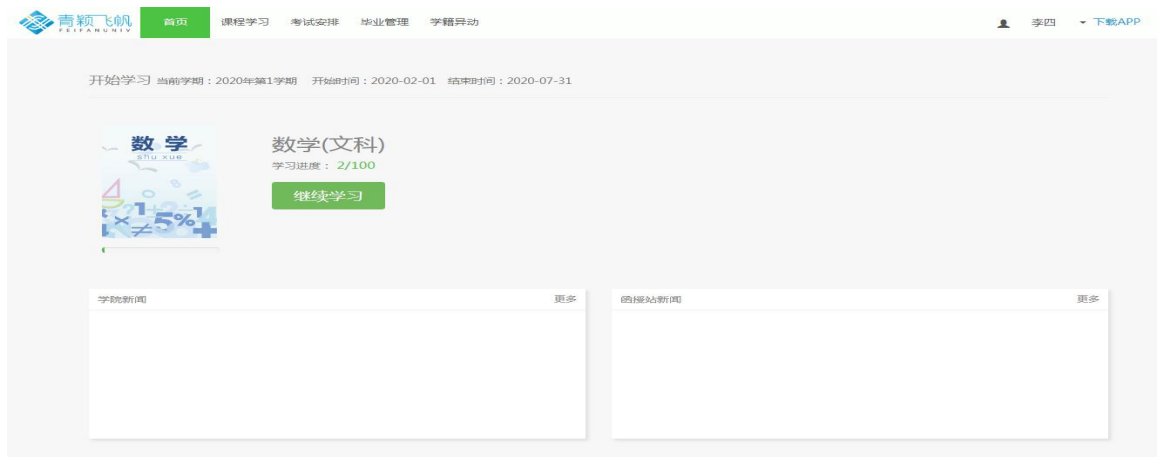 青颖飞帆
FEIFANUNIV
首页 课程学习 考试安排 毕业管理 学籍异动 李四 下载APP
开始学习 当前学期：2020年第1学期 开始时间：2020-02-01 结束时间：2020-07-31
数学
shu xue
数学(文科)
学习进度： 2/100
继续学习
学院新闻 更多
函授站新闻 更多